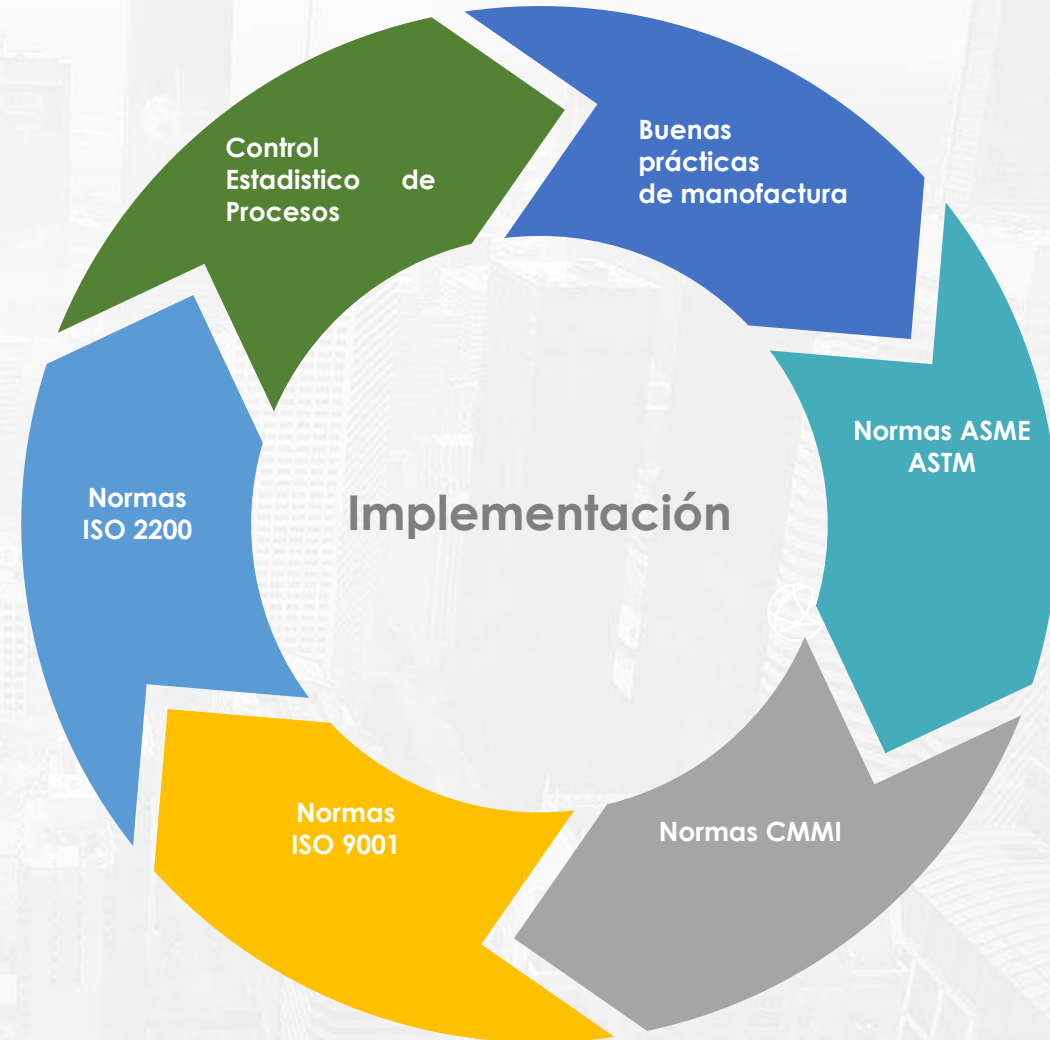 Control
Estadistico de
Procesos
Buenas
prácticas
de manofactura
Normas ASME
ASTM
Normas
ISO 2200
Implementación
Normas
ISO 9001
Normas CMMI